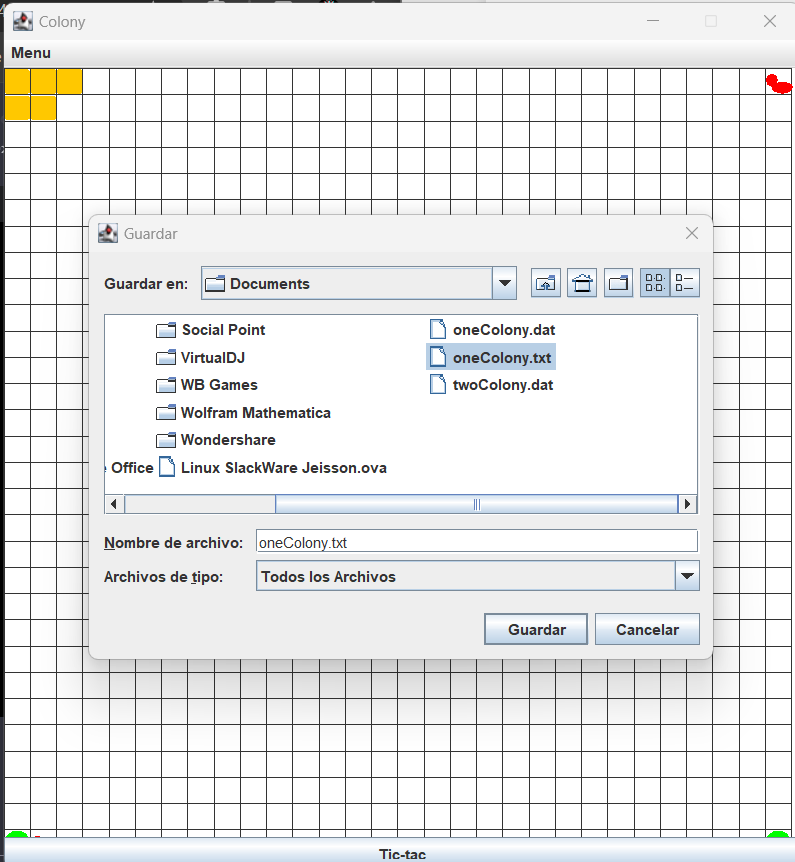 Colony
Menu
Guardar
Guardar en: Documents
Social Point
VirtualDJ
WB Games
Wolfram Mathematica
Wondershare
Office Linux SlackWare Jeisson.ova
oneColony.dat
oneColony.txt
twoColony.dat
Nombre de archivo: oneColony.txt
Archivos de tipo: Todos los Archivos
Guardar Cancelar
Tic-tac